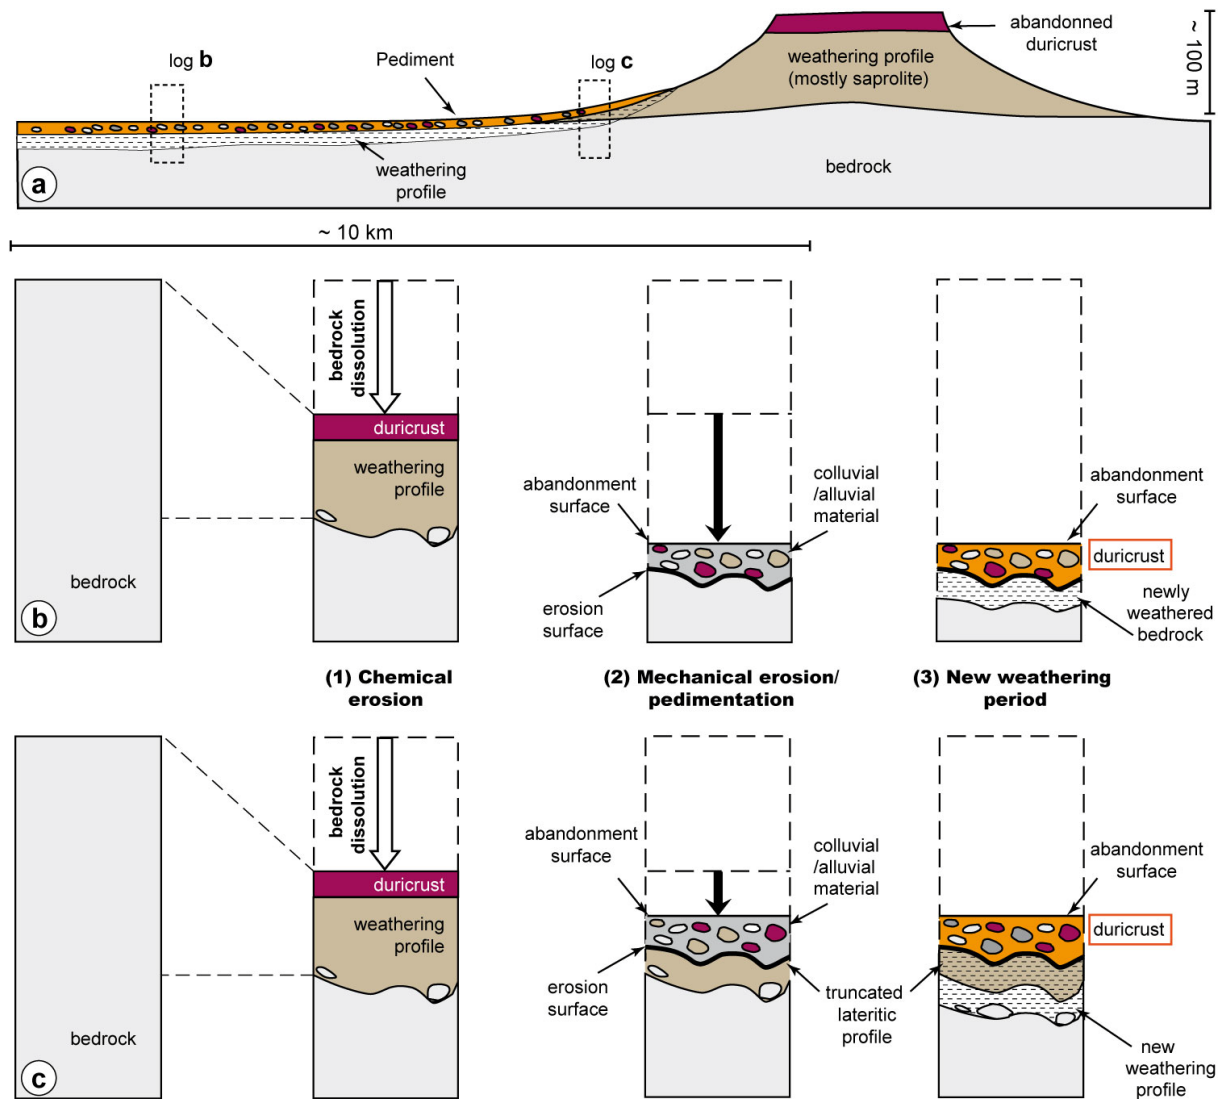 abandonned
duricrust
~ 100 m
log b
Pediment
log c
weathering profile
(mostly saprolite)
weathering
profile
bedrock
a
~ 10 km
bedrock
dissolution
duricrust
weathering
profile
bedrock
b
abandonment
surface
colluvial
/alluvial
material
erosion
surface
abandonment
surface
duricrust
newly
weathered
bedrock
(1) Chemical
erosion
(2) Mechanical erosion/
pedimentation
(3) New weathering
period
bedrock
dissolution
duricrust
weathering
profile
bedrock
c
abandonment
surface
colluvial
/alluvial
material
erosion
surface
truncated
lateritic
profile
abandonment
surface
duricrust
new
weathering
profile